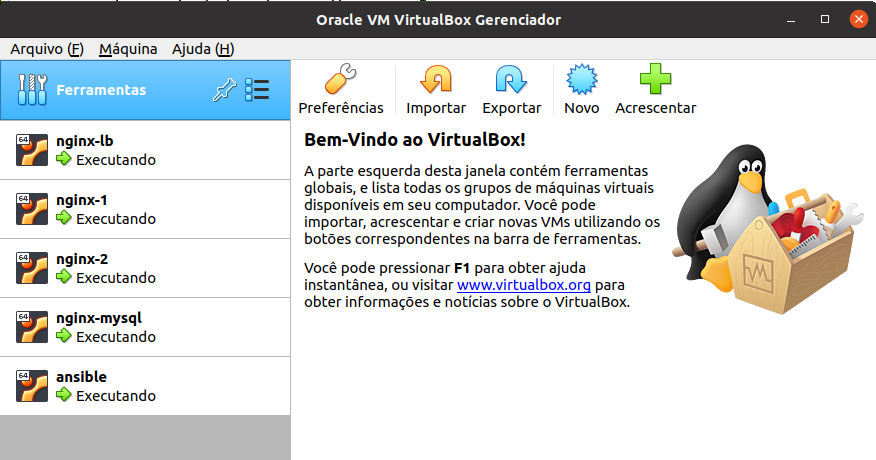 Oracle VM VirtualBox Gerenciador
Arquivo (F) Máquina Ajuda (H)
Ferramentas
Preferências Importar Exportar Novo Acrescentar
64 nginx-lb
Executando
64 nginx-1
Executando
64 nginx-2
Executando
64 nginx-mysql
Executando
64 ansible
Executando
Bem-Vindo ao VirtualBox!
A parte esquerda desta janela contém ferramentas
globais, e lista todas os grupos de máquinas virtuais
disponíveis em seu computador. Você pode
importar, acrescentar e criar novas VMs utilizando os
botões correspondentes na barra de ferramentas.
Você pode pressionar F1 para obter ajuda
instantânea, ou visitar www.virtualbox.org para
obter informações e notícias sobre o VirtualBox.
VM